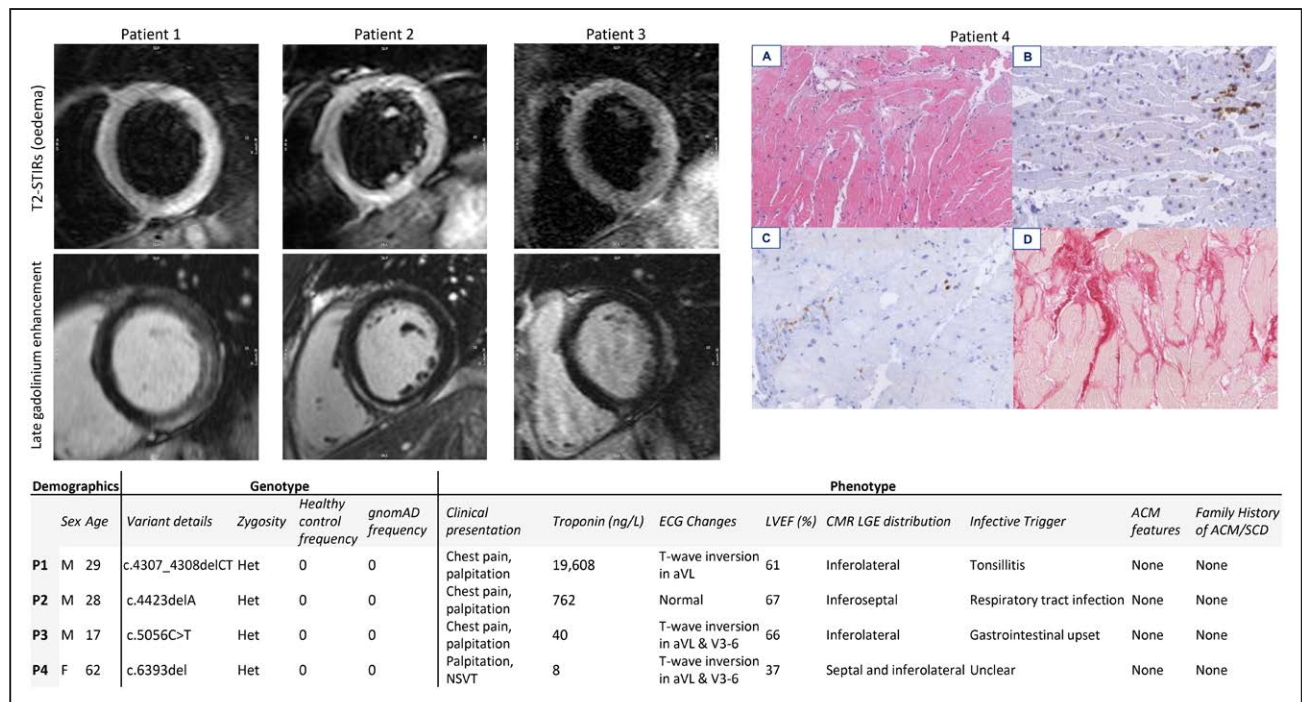 Patient 1
Patient 2
Patient 3
Patient 4
T2-STIRs (oedema)
Late gadolinium enhancement
A
B
C
D
Demographics Genotype Phenotype
Sex Age Variant details Zygosity Healthy control frequency gnomAD frequency Clinical presentation Troponin (ng/L) ECG Changes LVEF (%) CMR LGE distribution Infective Trigger ACM features Family History of ACM/SCD
P1 M 29 c.4307_4308delCT Het 0 0 Chest pain, palpitation 19,608 T-wave inversion in aVL 61 Inferolateral Tonsillitis None None
P2 M 28 c.4423delA Het 0 0 Chest pain, palpitation 762 Normal 67 Inferoseptal Respiratory tract infection None None
P3 M 17 c.5056C>T Het 0 0 Chest pain, palpitation 40 T-wave inversion in aVL & V3-6 66 Inferolateral Gastrointestinal upset None None
P4 F 62 c.6393del Het 0 0 Palpitation, NSVT 8 T-wave inversion in aVL & V3-6 37 Septal and inferolateral Unclear None None